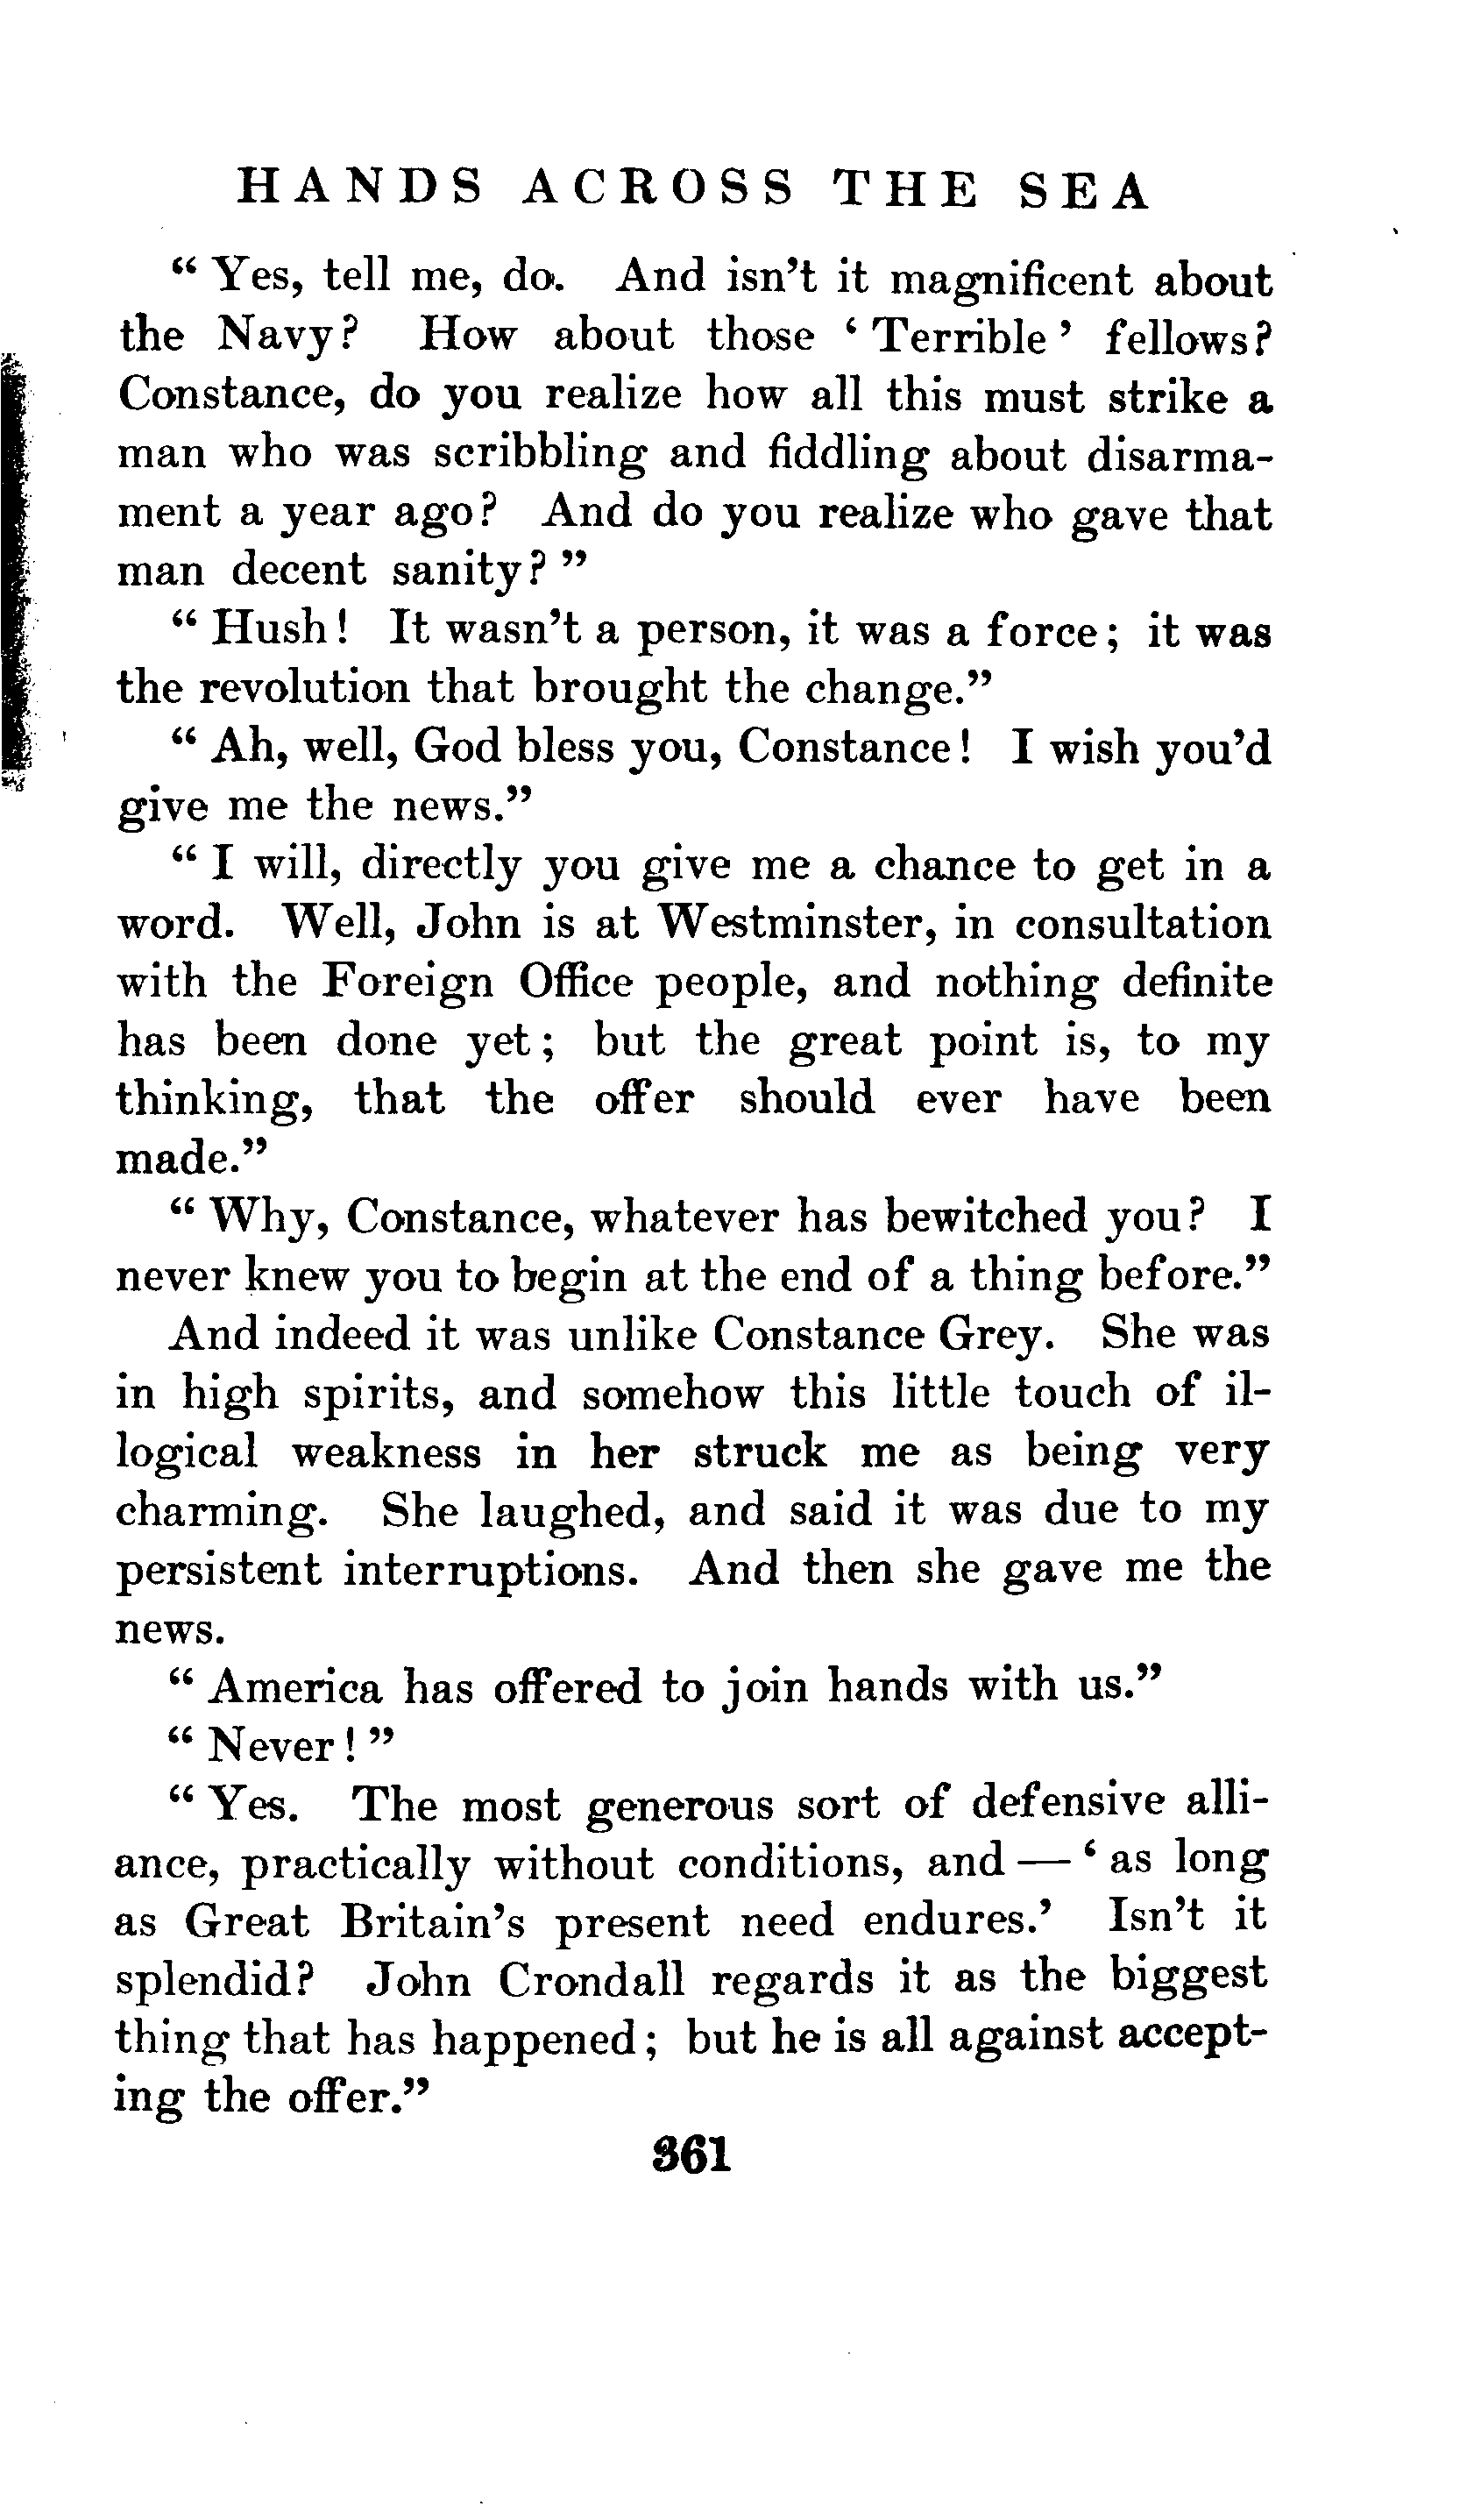 HANDS ACROSS THE SEA
“ Yes, tell me, do. And isn’t it magnificent about
the Navy? How about those ‘ Terrible ’ fellows?
Constance, do you realize how all this must strike a
man who was scribbling and fiddling about disarma-
ment a year ago? And do you realize who gave that
man decent sanity? ”
“ Hush! It wasn’t a person, it was a force; it was
the revolution that brought the change.”
“ Ah, well, God bless you, Constance! I wish you’d
give me the news.”
“ I will, directly you give me a chance to get in a
word. Well, John is at Westminster, in consultation
with the Foreign Office people, and nothing definite
has been done yet; but the great point is, to my
thinking, that the offer should ever have been
made.”
“ Why, Constance, whatever has bewitched you? I
never knew you to begin at the end of a thing before.”
And indeed it was unlike Constance Grey. She was
in high spirits, and somehow this little touch of il-
logical weakness in her struck me as being very
charming. She laughed, and said it was due to my
persistent interruptions. And then she gave me the
news.
“ America has offered to join hands with us.”
“ Never! ”
“ Yes. The most generous sort of defensive alli-
ance, practically without conditions, and — ‘ as long
as Great Britain’s present need endures.’ Isn’t it
splendid? John Crondall regards it as the biggest
thing that has happened; but he is all against accept-
ing the offer.”
361